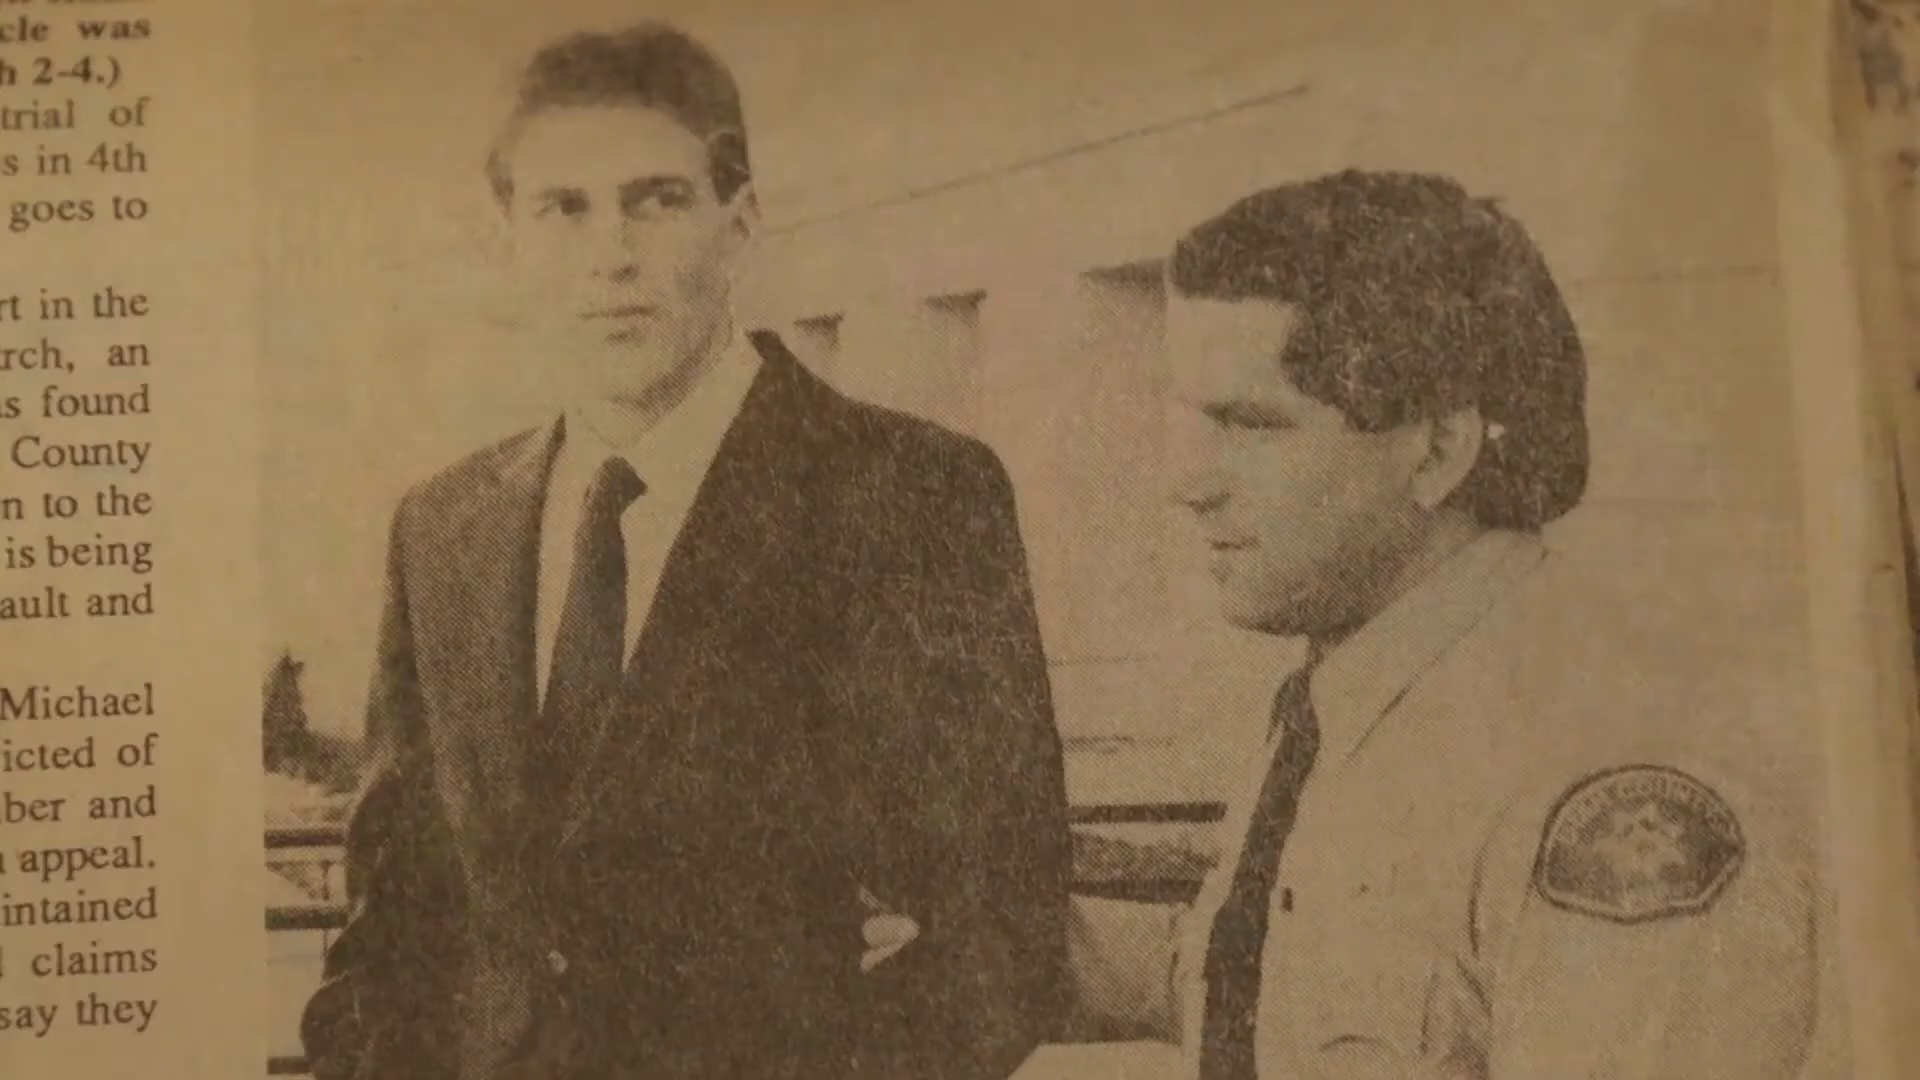 cle was
h 2-4.)
trial of
s in 4th
goes to
rt in the
rch, an
s found
County
n to the
is being
ault and
Michael
icted of
ber and
appeal.
intained
claims
say they
COUNTY